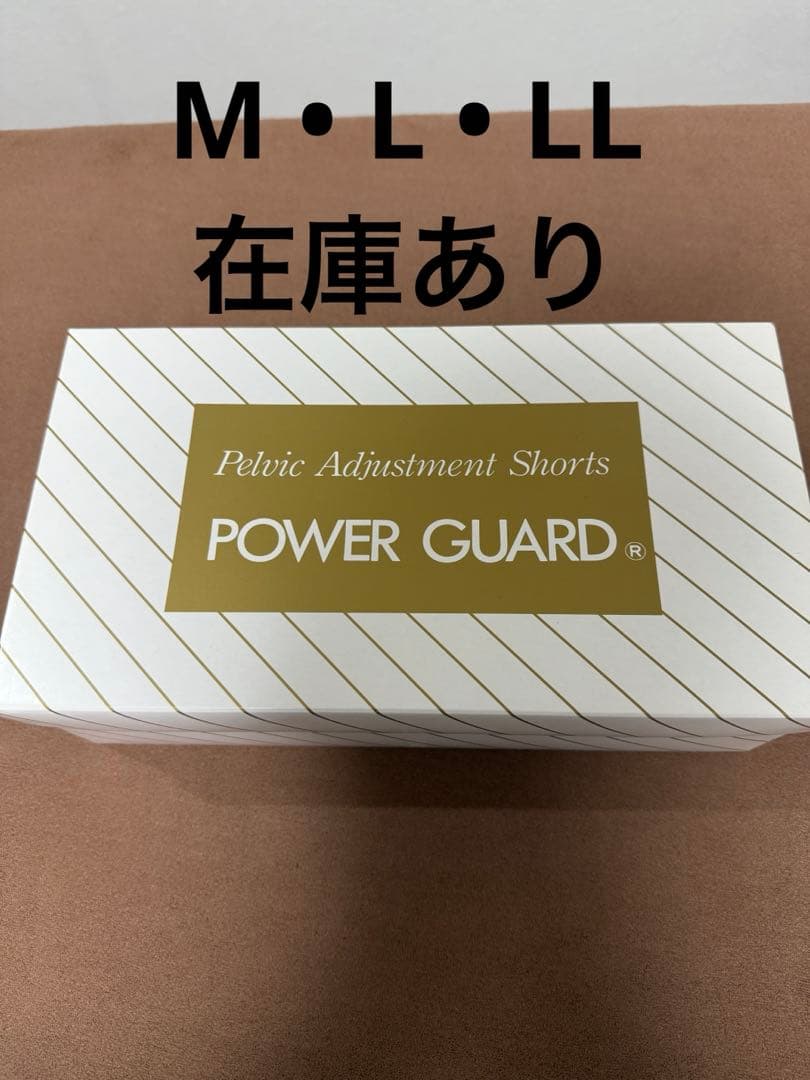 M・L・LL
在庫あり
Pelvic Adjustment Shorts
POWER GUARD®